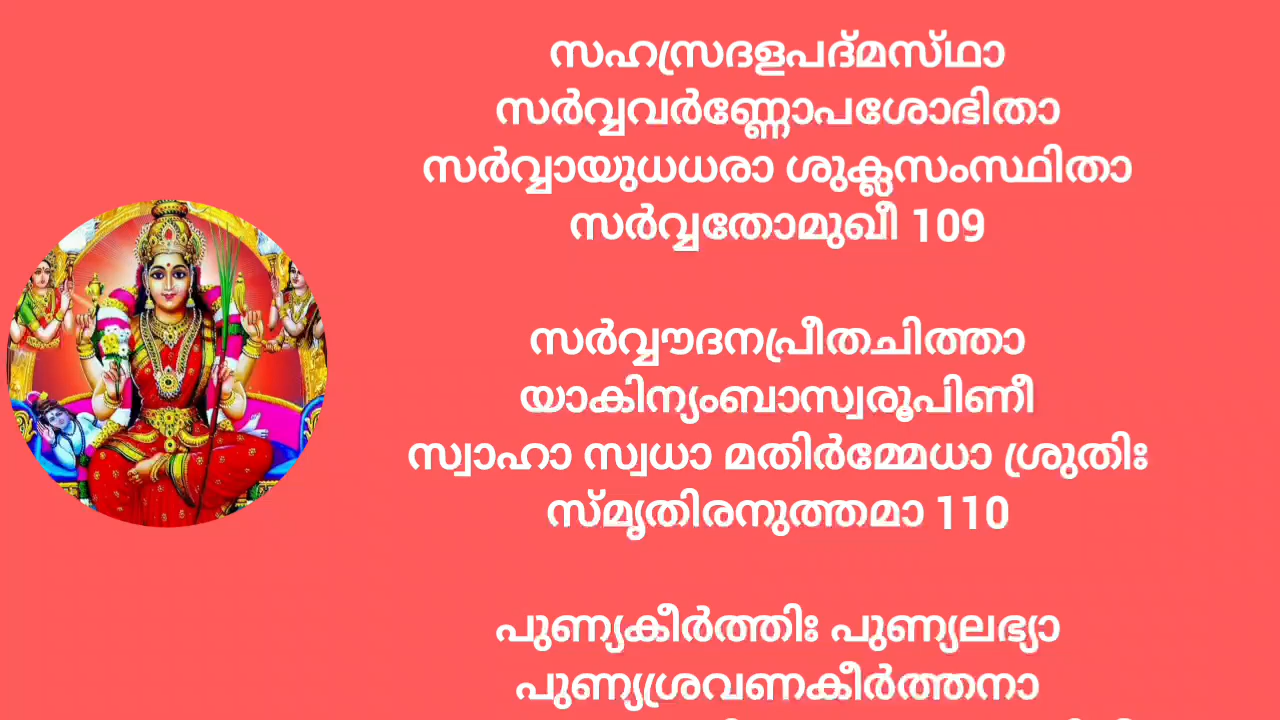 സഹസ്രദളപദ്മസ്ഥാ
സർവ്വവർണ്ണോപശോഭിതാ
സർവ്വായുധധരാ ശുക്ലസംസ്ഥിതാ
സർവ്വതോമുഖീ 109
സർവ്വൗദനപ്രീതചിത്താ
യാകിന്യംബാസ്വരൂപിണീ
സ്വാഹാ സ്വധാ മതിർമ്മേധാ ശ്രുതിഃ
സ്മൃതിരനുത്തമാ 110
പുണ്യകീർത്തിഃ പുണ്യലഭ്യാ
പുണ്യശ്രവണകീർത്തനാ